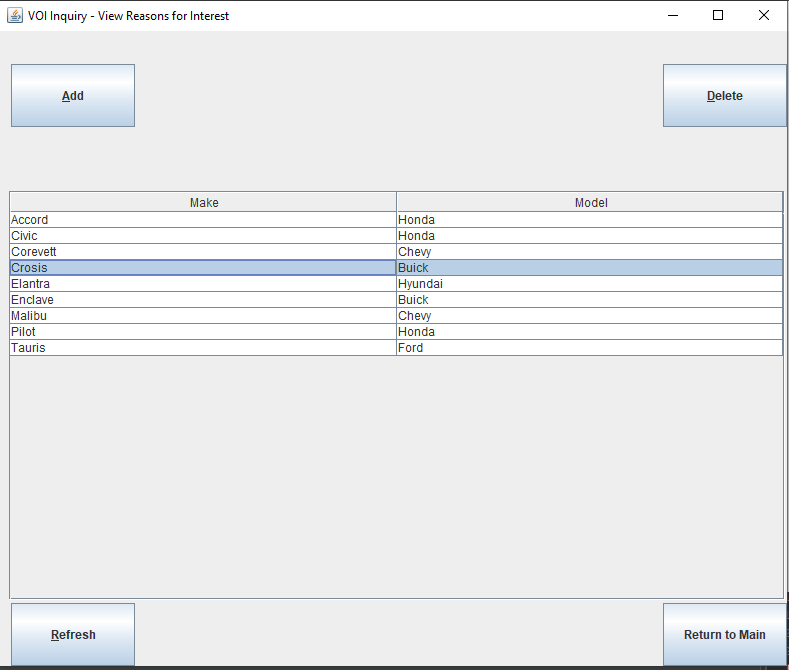 VOI Inquiry - View Reasons for Interest
Add Delete
Make Model
Accord Honda
Civic Honda
Corevett Chevy
Crosis Buick
Elantra Hyundai
Enclave Buick
Malibu Chevy
Pilot Honda
Tauris Ford
Refresh Return to Main